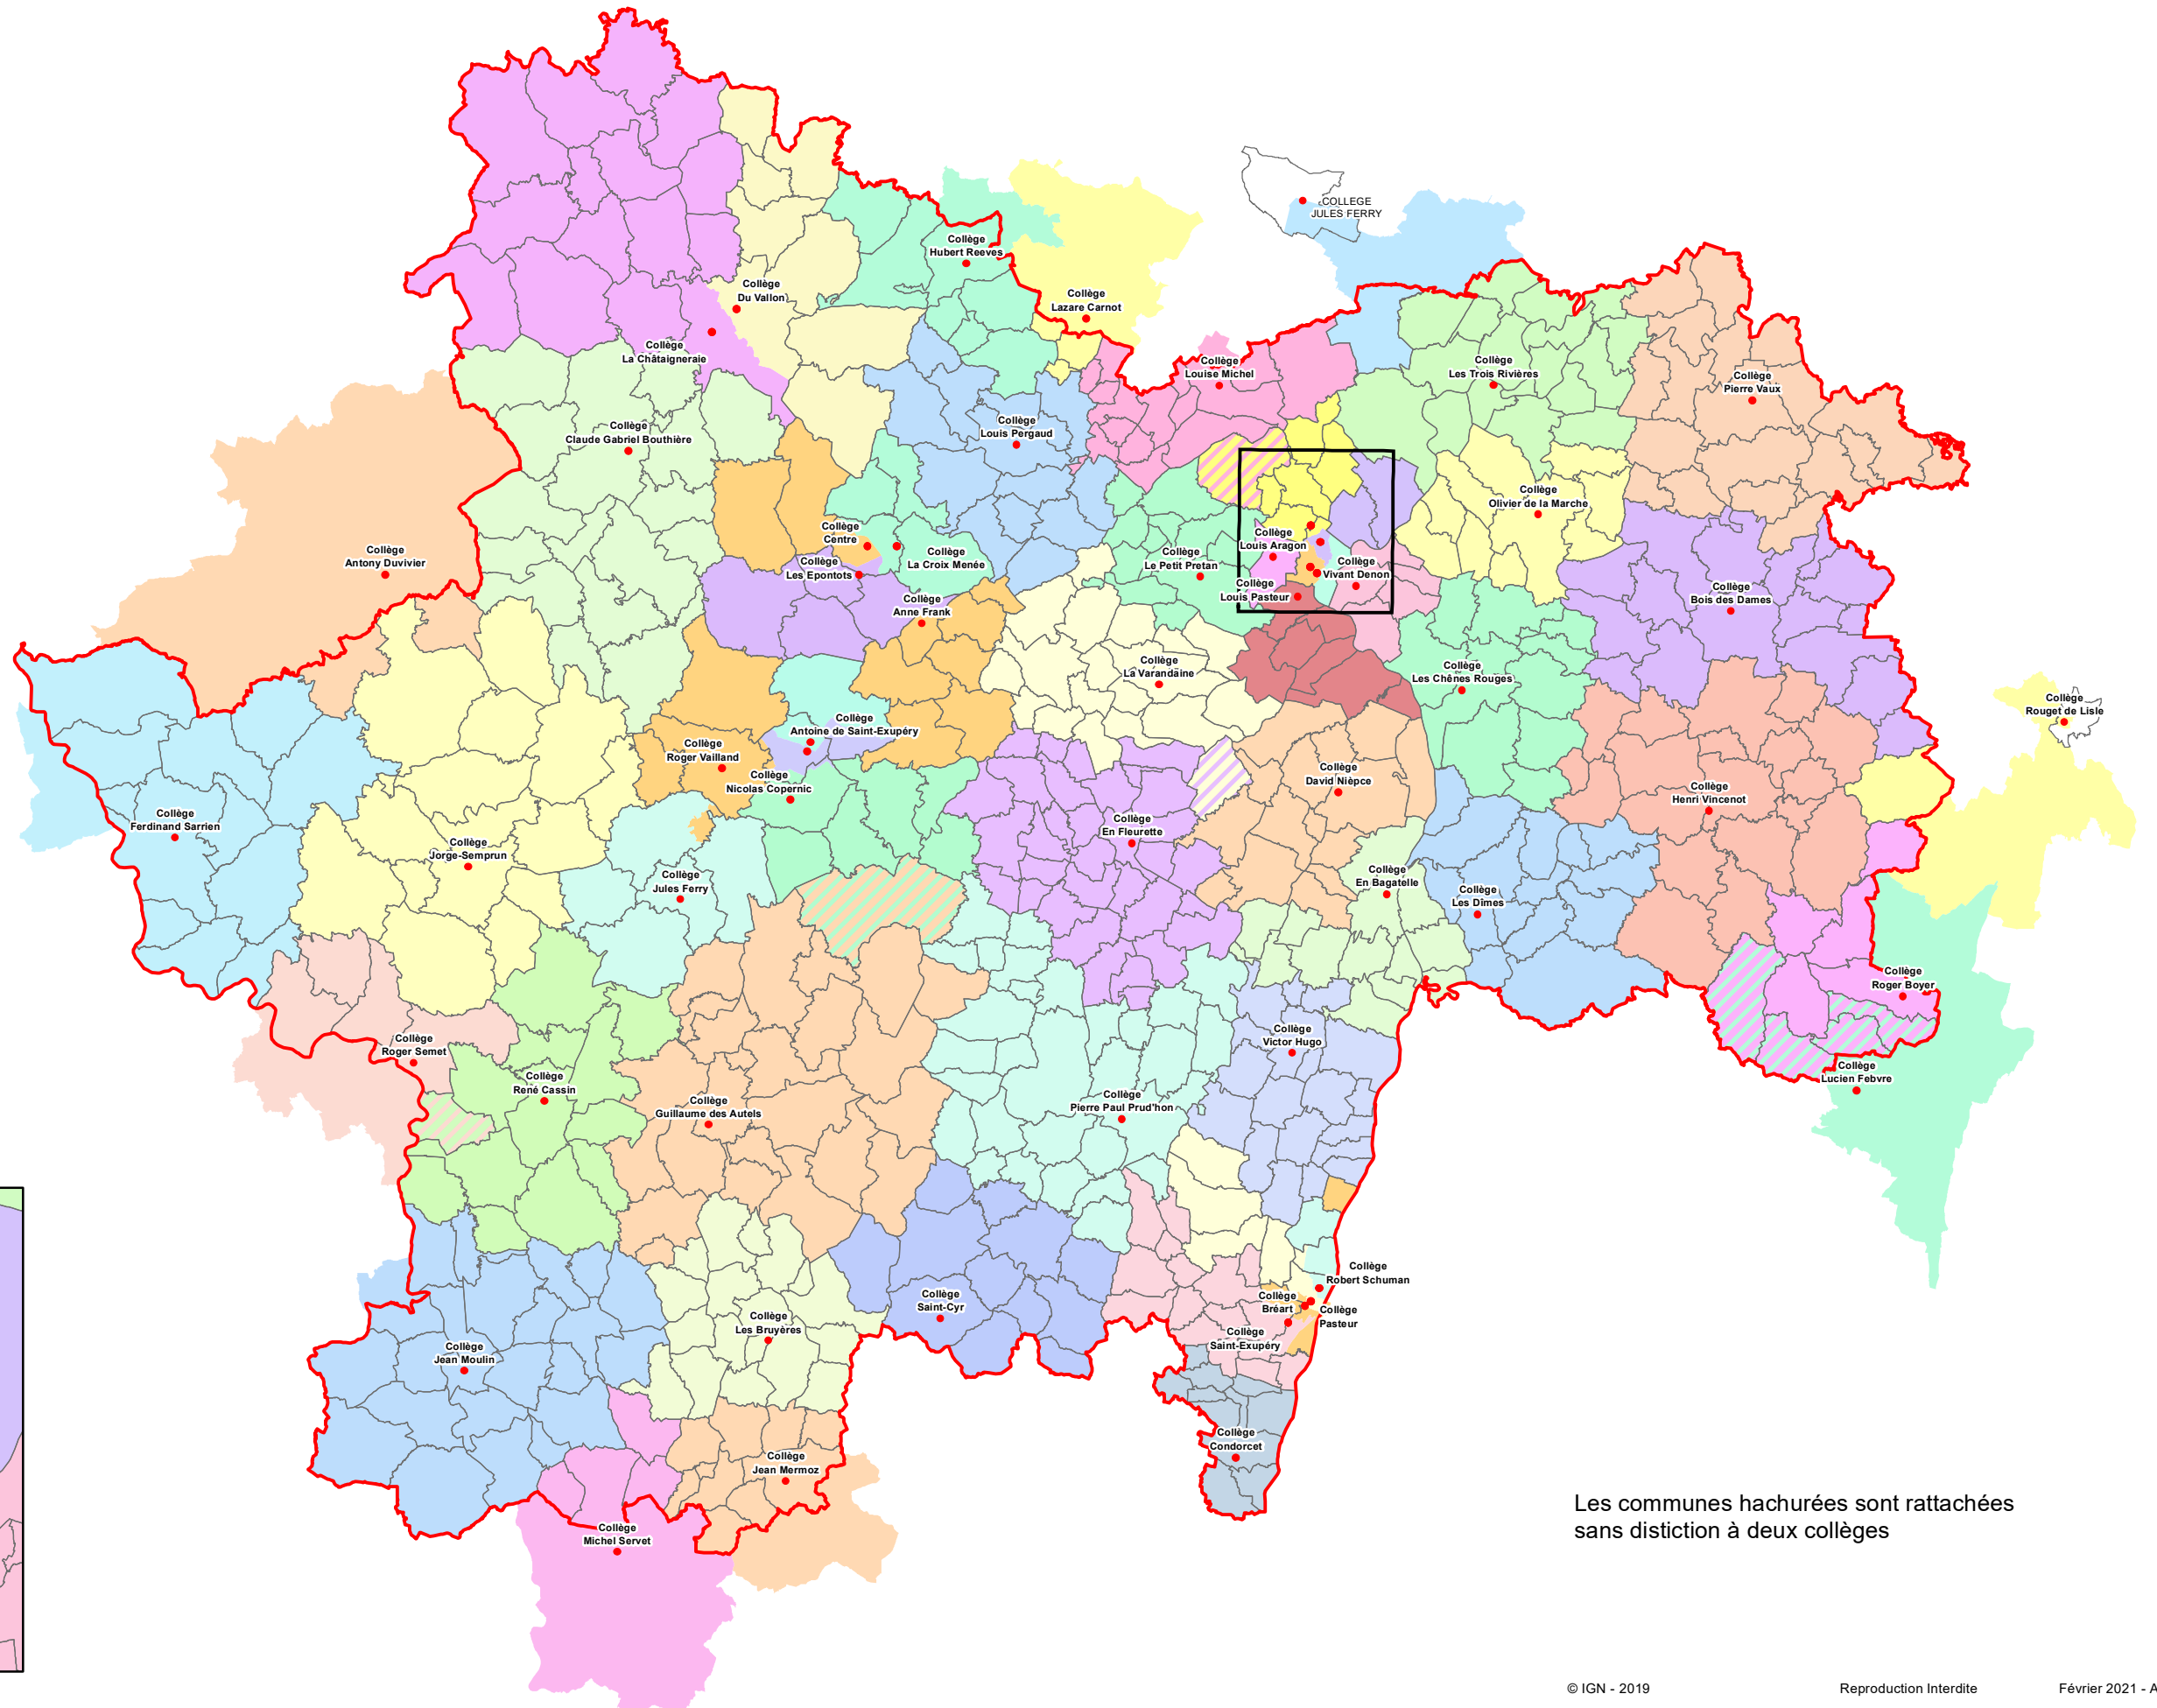 COLLEGE
JULES FERRY
Collège
Hubert Reeves
Collège
Du Vallon
Collège
Lazare Carnot
Collège
La Châtaigneraie
Collège
Louise Michel
Collège
Les Trois Rivières
Collège
Pierre Vaux
Collège
Claude Gabriel Bouthière
Collège
Louis Pergaud
Collège
Olivier de la Marche
Collège
Antony Duvivier
Collège
Centre
Collège
La Croix Menée
Collège
Les Epontots
Collège
Louis Aragon
Collège
Le Petit Pretan
Collège
Vivant Denon
Collège
Louis Pasteur
Collège
Bois des Dames
Collège
Anne Frank
Collège
La Varandaine
Collège
Les Chênes Rouges
Collège
Rouget de Lisle
Collège
Antoine de Saint-Exupéry
Collège
Roger Vailland
Collège
Nicolas Copernic
Collège
David Nièpce
Collège
Henri Vincenot
Collège
Ferdinand Sarrien
Collège
En Fleurette
Collège
Jorge-Semprun
Collège
Jules Ferry
Collège
En Bagatelle
Collège
Les Dîmes
Collège
Roger Boyer
Collège
Roger Semet
Collège
Victor Hugo
Collège
René Cassin
Collège
Lucien Febvre
Collège
Guillaume des Autels
Collège
Pierre Paul Prud'hon
Collège
Robert Schuman
Collège
Saint-Cyr
Collège
Bréart
Collège
Pasteur
Collège
Les Bruyères
Collège
Saint-Exupéry
Collège
Jean Moulin
Collège
Condorcet
Collège
Jean Mermoz
Collège
Michel Servet
Les communes hachurées sont rattachées
sans distiction à deux collèges
© IGN - 2019
Reproduction Interdite
Février 2021 - A